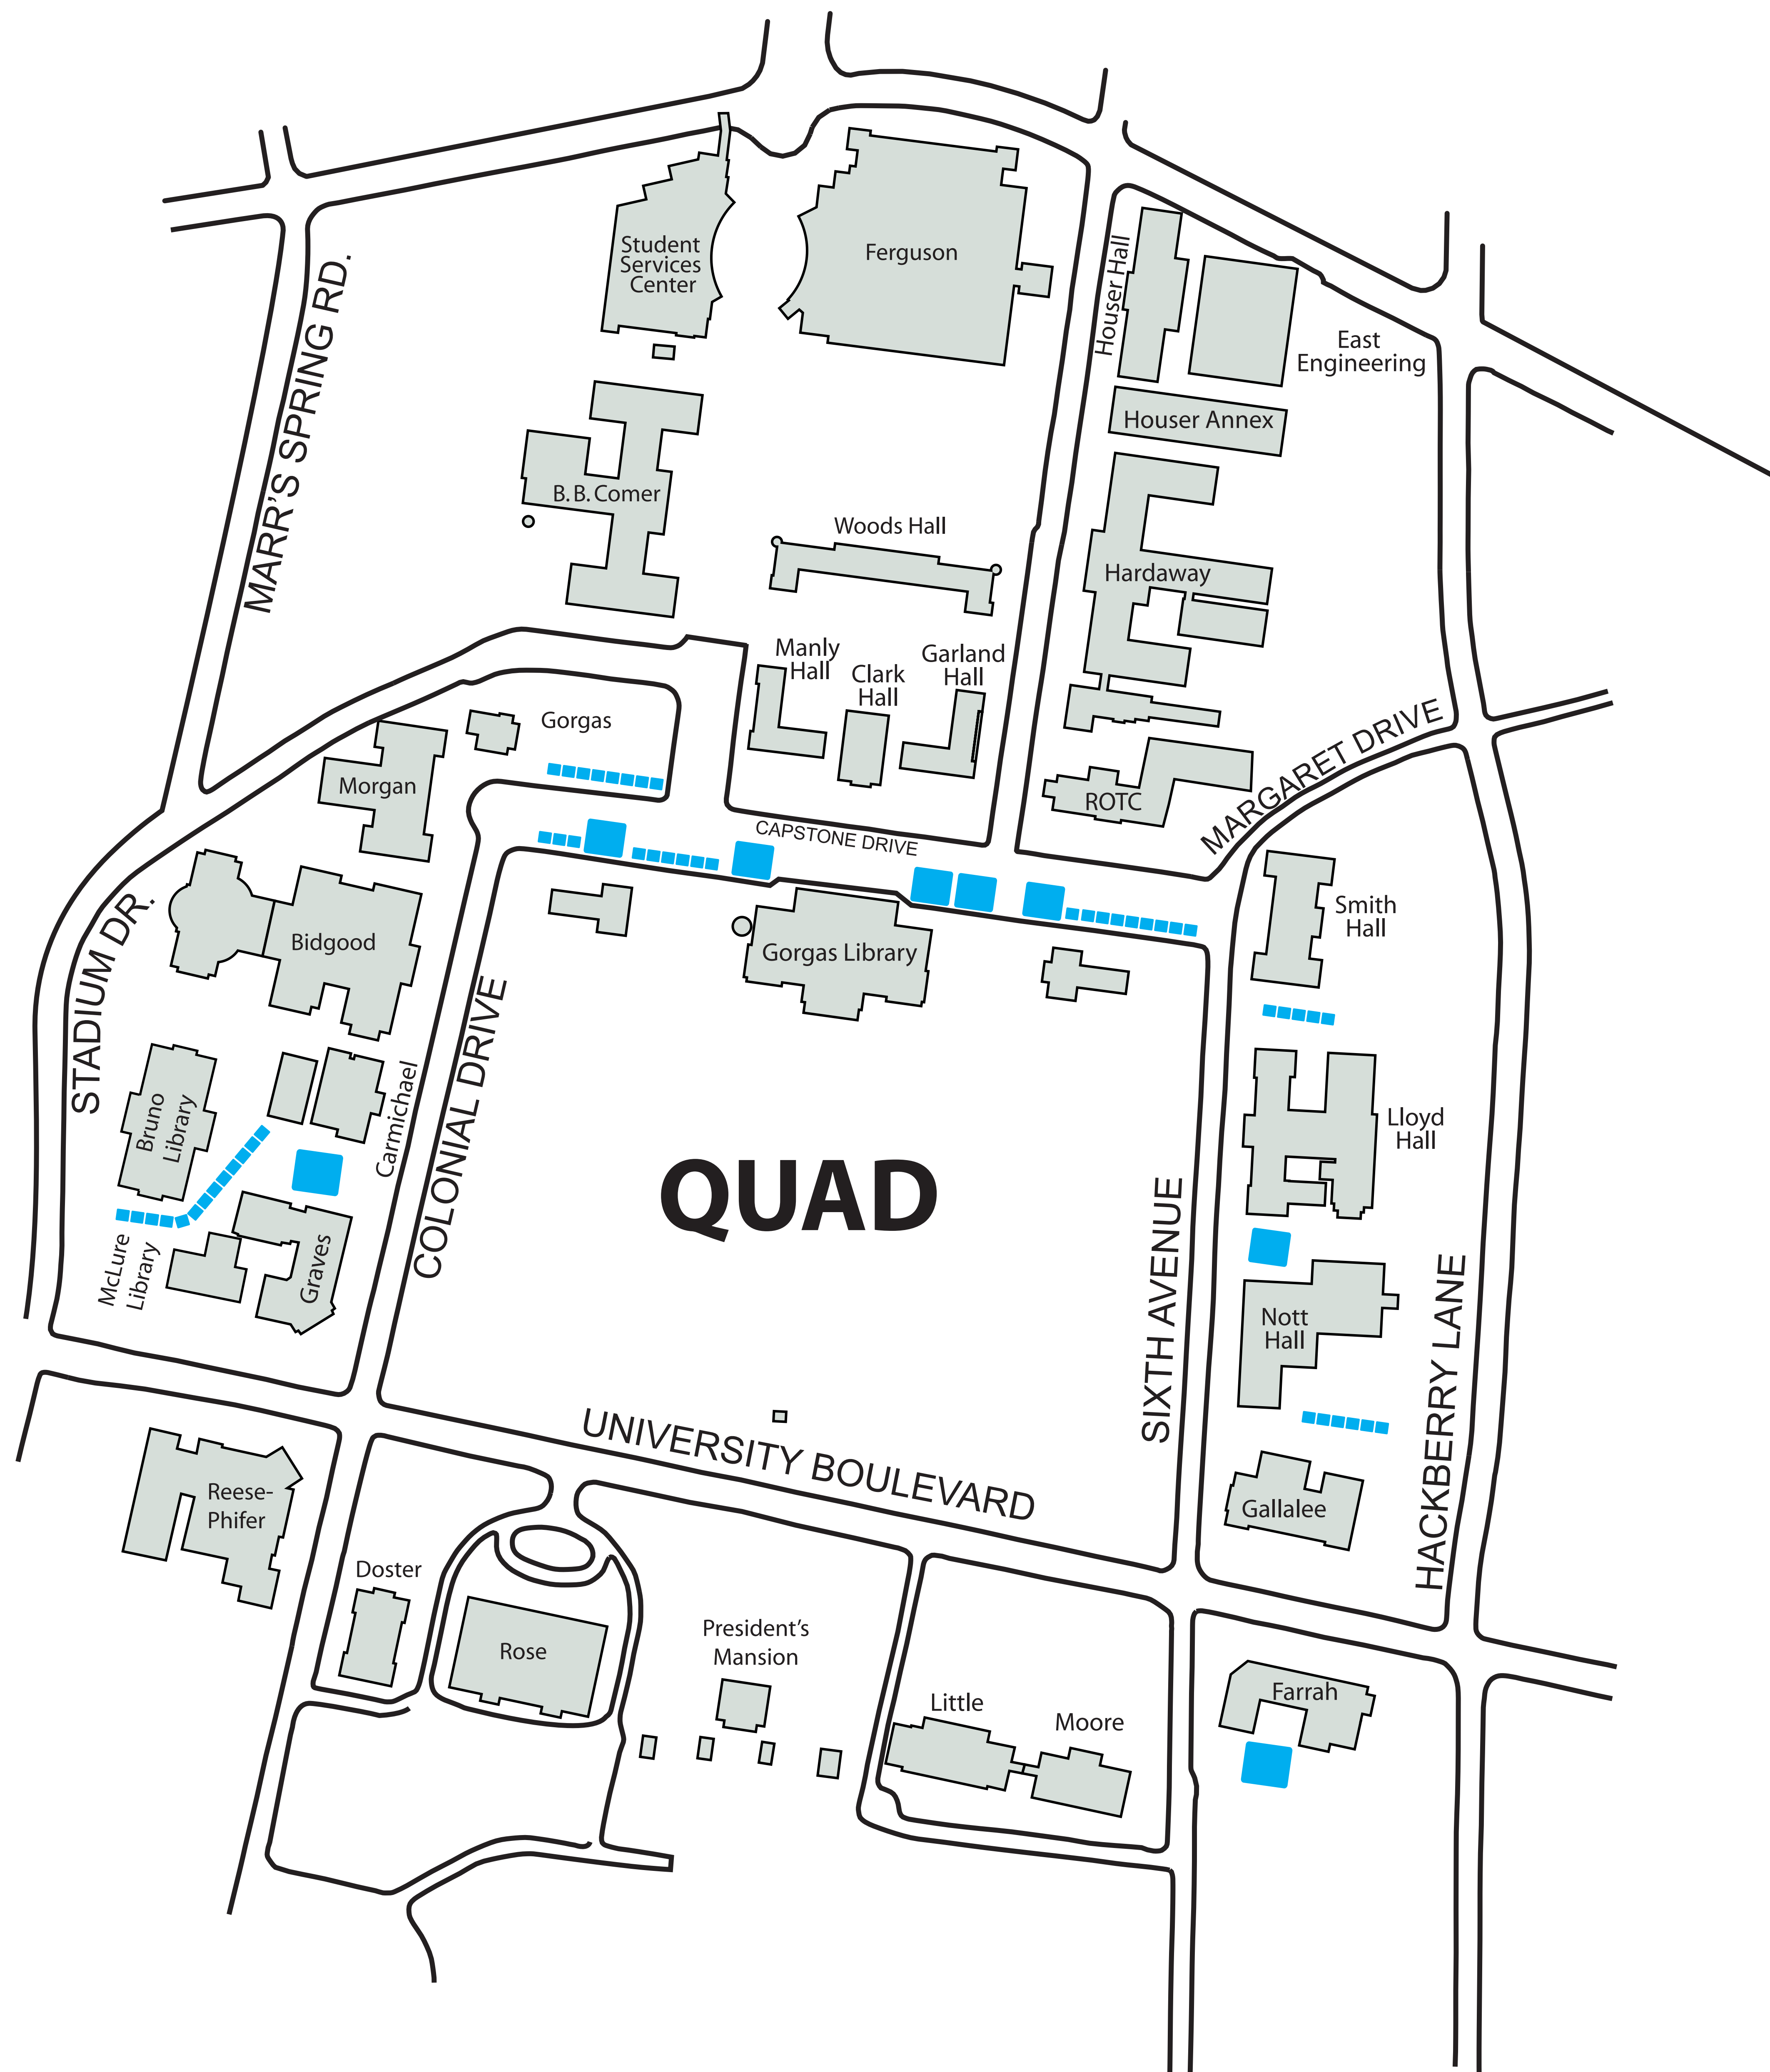 Student
Services
Center
Ferguson
Houser Hall
East
Engineering
MARR'S SPRING RD.
Houser Annex
B.B. Comer
Woods Hall
Hardaway
Manly
Hall
Clark
Hall
Garland
Hall
Gorgas
Morgan
ROTC
MARGARET DRIVE
CAPSTONE DRIVE
Smith
Hall
STADIUM DR.
Bidgood
Gorgas Library
COLONIAL DRIVE
Carmichael
Bruno
Library
Lloyd
Hall
QUAD
SIXTH AVENUE
McLure
Library
Graves
Nott
Hall
HACKBERRY LANE
UNIVERSITY BOULEVARD
Reese-
Phifer
Gallalee
Doster
Rose
President's
Mansion
Little
Moore
Farrah